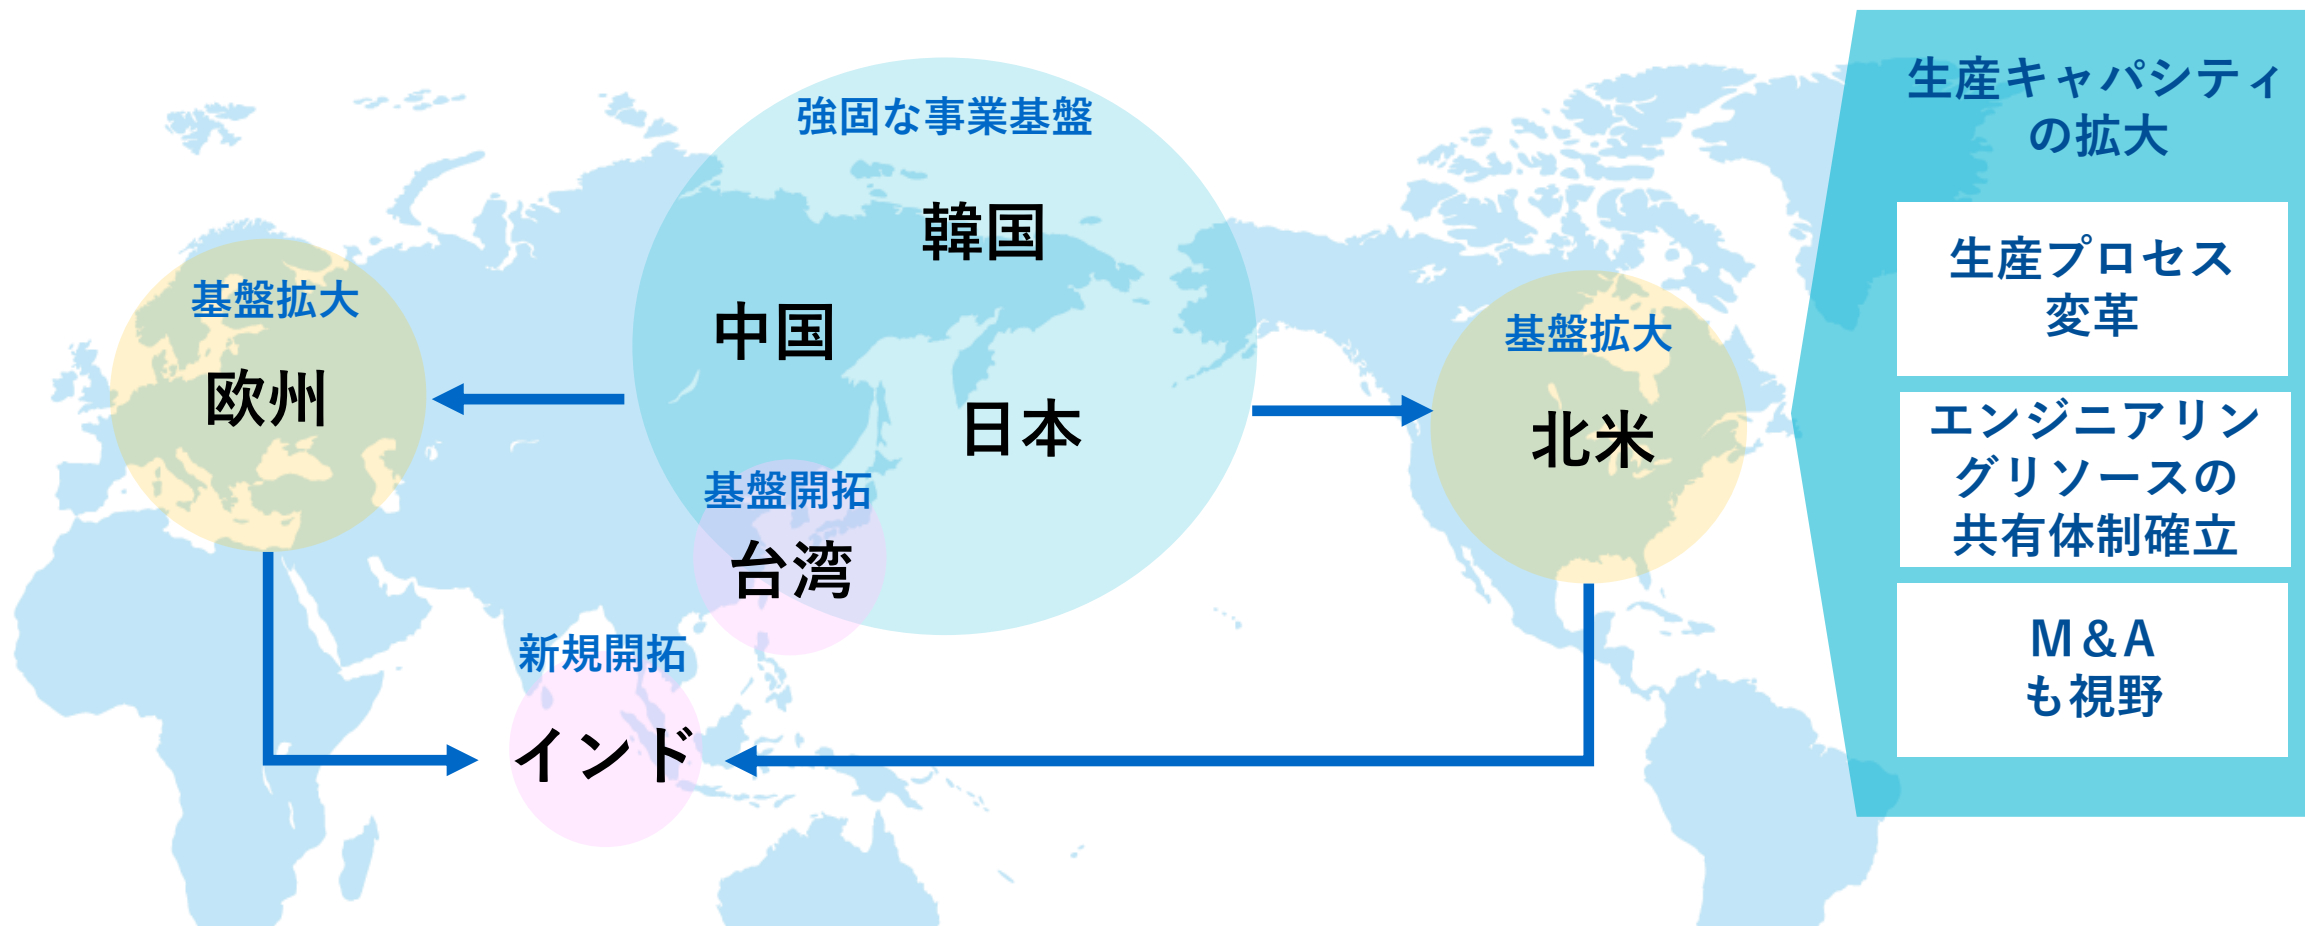 強固な事業基盤
韓国
中国
日本
基盤拡大
欧州
基盤拡大
北米
基盤開拓
台湾
新規開拓
インド
生産キャパシティ
の拡大
生産プロセス
変革
エンジニアリン
グリソースの
共有体制確立
Ｍ＆Ａ
も視野